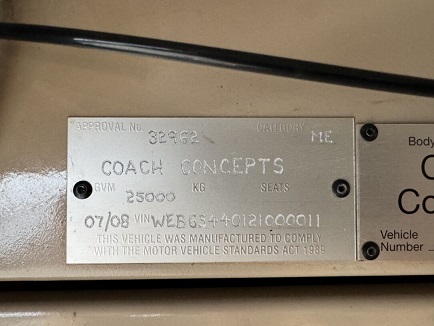 APPROVAL No. 32962 CATEGORY ME
COACH CONCEPTS
GVM 25000 KG SEATS
07/08 VIN WEB63440121000011
THIS VEHICLE WAS MANUFACTURED TO COMPLY
WITH THE MOTOR VEHICLE STANDARDS ACT 1989
Body
Co
Vehicle
Number